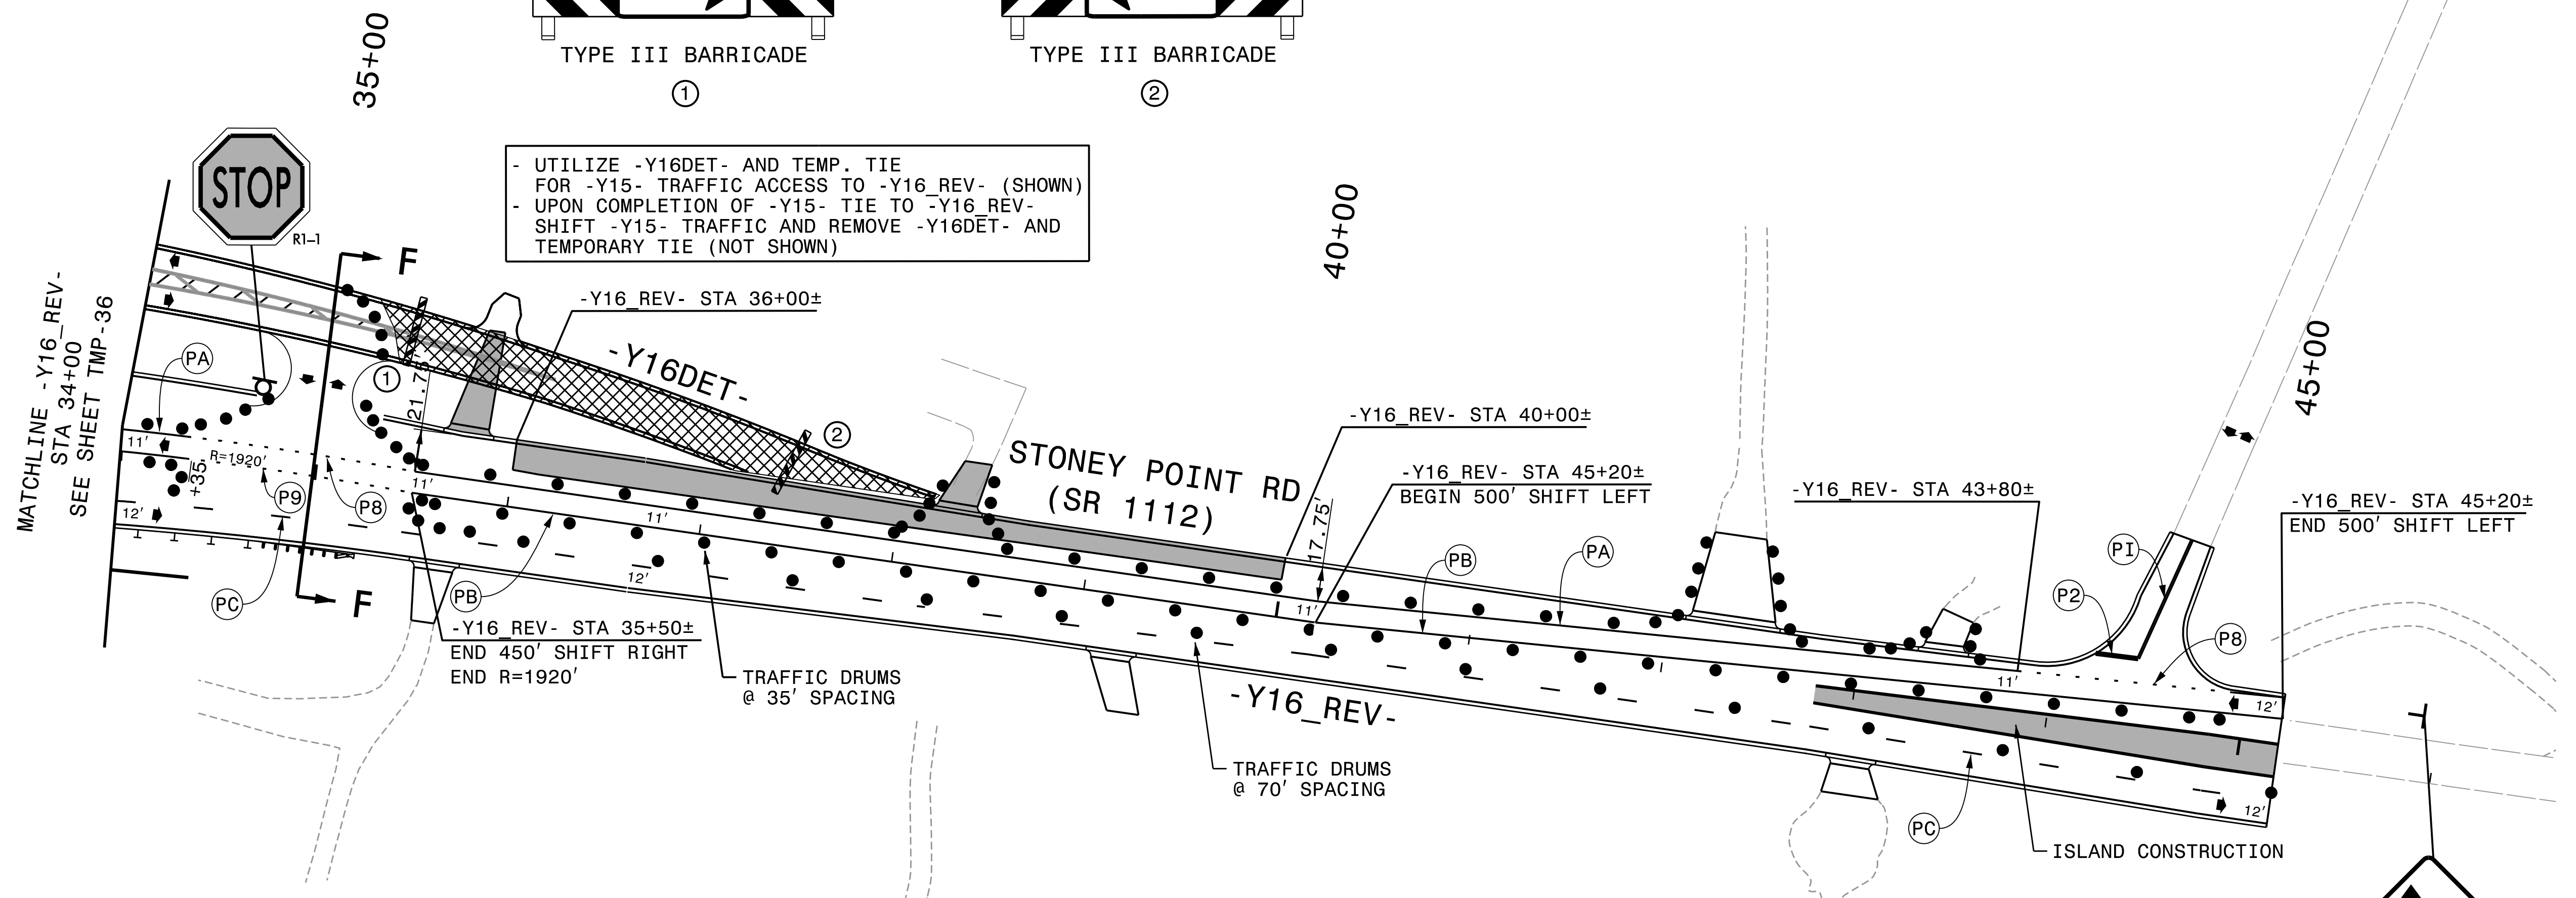 TYPE III BARRICADE
1
TYPE III BARRICADE
2
35+00
40+00
45+00
STOP
R1-1
- UTILIZE -Y16DET- AND TEMP. TIE
FOR -Y15- TRAFFIC ACCESS TO -Y16_REV- (SHOWN)
- UPON COMPLETION OF -Y15- TIE TO -Y16_REV-
SHIFT -Y15- TRAFFIC AND REMOVE -Y16DET- AND
TEMPORARY TIE (NOT SHOWN)
MATCHLINE -Y16_REV-
STA 34+00
SEE SHEET TMP-36
F
F
-Y16_REV- STA 36+00±
-Y16DET-
1
2
21.75'
PA
11'
R=1920'
+35
P9
P8
12'
PC
11'
PB
-Y16_REV- STA 35+50±
END 450' SHIFT RIGHT
END R=1920'
11'
12'
TRAFFIC DRUMS
@ 35' SPACING
STONEY POINT RD
(SR 1112)
-Y16_REV- STA 40+00±
-Y16_REV- STA 45+20±
BEGIN 500' SHIFT LEFT
17.75'
11'
PB
PA
-Y16_REV-
TRAFFIC DRUMS
@ 70' SPACING
-Y16_REV- STA 43+80±
-Y16_REV- STA 45+20±
END 500' SHIFT LEFT
PI
P2
P8
11'
12'
12'
PC
ISLAND CONSTRUCTION